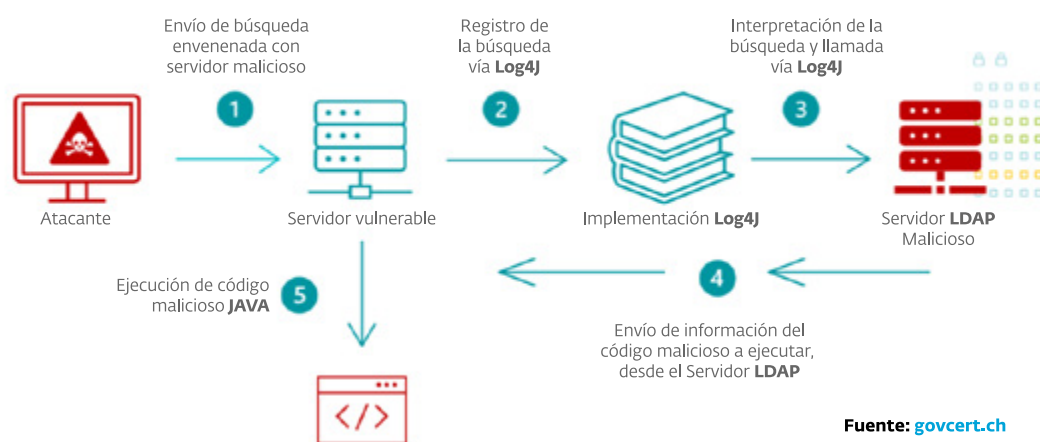 Envío de búsqueda
envenenada con
servidor malicioso
Registro de
la búsqueda
vía Log4J
Interpretación de la
búsqueda y llamada
vía Log4J
1
2
3
Atacante
Servidor vulnerable
Implementación Log4J
Servidor LDAP
Malicioso
Ejecución de código
malicioso JAVA
5
4
Envío de información del
código malicioso a ejecutar,
desde el Servidor LDAP
</>
Fuente: govcert.ch